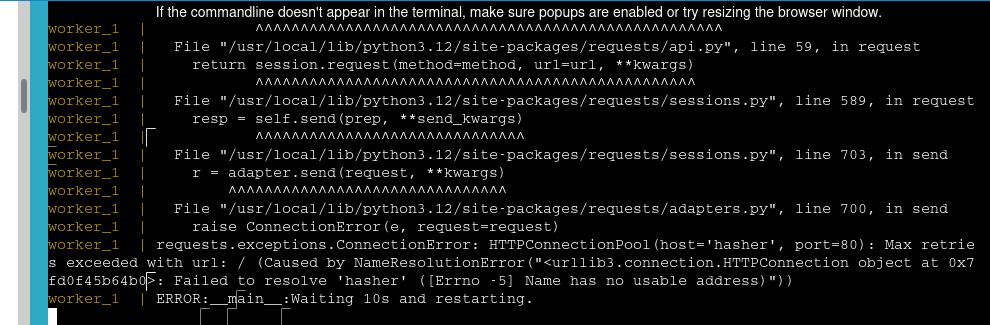 If the commandline doesn't appear in the terminal, make sure popups are enabled or try resizing the browser window.
worker_1 | ^^^^^^^^^^^^^^^^^^^^^^^^^^^^^^^^^^^^^^^^^^^^^^^^^^^^
worker_1 | File "/usr/local/lib/python3.12/site-packages/requests/api.py", line 59, in request
worker_1 | return session.request(method=method, url=url, **kwargs)
worker_1 | ^^^^^^^^^^^^^^^^^^^^^^^^^^^^^^^^^^^^^^^^^^^^^^^^^
worker_1 | File "/usr/local/lib/python3.12/site-packages/requests/sessions.py", line 589, in request
worker_1 | resp = self.send(prep, **send_kwargs)
worker_1 | ^^^^^^^^^^^^^^^^^^^^^^^^^^^^^^
worker_1 | File "/usr/local/lib/python3.12/site-packages/requests/sessions.py", line 703, in send
worker_1 | r = adapter.send(request, **kwargs)
worker_1 | ^^^^^^^^^^^^^^^^^^^^^^^^^^^^^^^
worker_1 | File "/usr/local/lib/python3.12/site-packages/requests/adapters.py", line 700, in send
worker_1 | raise ConnectionError(e, request=request)
worker_1 | requests.exceptions.ConnectionError: HTTPConnectionPool(host='hasher', port=80): Max retrie
s exceeded with url: / (Caused by NameResolutionError("<urllib3.connection.HTTPConnection object at 0x7
fd0f45b64b0>: Failed to resolve 'hasher' ([Errno -5] Name has no usable address)"))
worker_1 | ERROR:__main__:Waiting 10s and restarting.